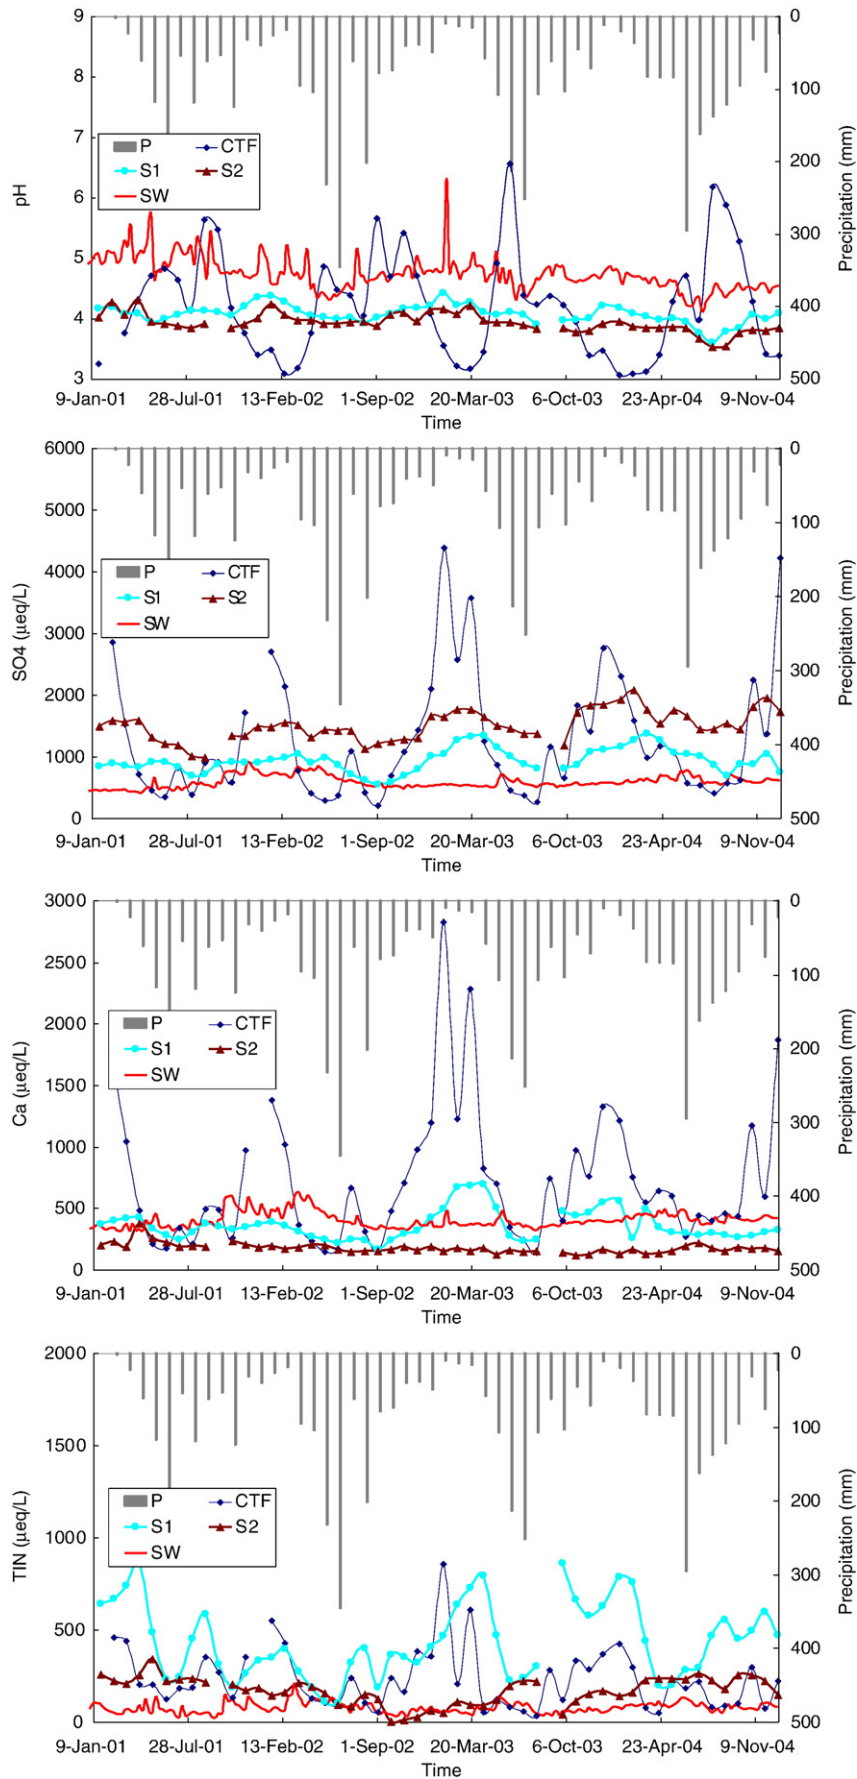 9 0
8 100
7 200
6 300
5 400
4
3 500
pH
Precipitation (mm)
P CTF
S1 S2
SW
9-Jan-01 28-Jul-01 13-Feb-02 1-Sep-02 20-Mar-03 6-Oct-03 23-Apr-04 9-Nov-04
Time
6000 0
5000 100
4000 200
3000 300
2000 400
1000
0 500
SO4 (µeq/L)
Precipitation (mm)
P CTF
S1 S2
SW
9-Jan-01 28-Jul-01 13-Feb-02 1-Sep-02 20-Mar-03 6-Oct-03 23-Apr-04 9-Nov-04
Time
3000 0
2500 100
2000 200
1500 300
1000 400
500
0 500
Ca (µeq/L)
Precipitation (mm)
P CTF
S1 S2
SW
9-Jan-01 28-Jul-01 13-Feb-02 1-Sep-02 20-Mar-03 6-Oct-03 23-Apr-04 9-Nov-04
Time
2000 0
1500 100
1000 200
500 300
0 400
500
TIN (µeq/L)
Precipitation (mm)
P CTF
S1 S2
SW
9-Jan-01 28-Jul-01 13-Feb-02 1-Sep-02 20-Mar-03 6-Oct-03 23-Apr-04 9-Nov-04
Time